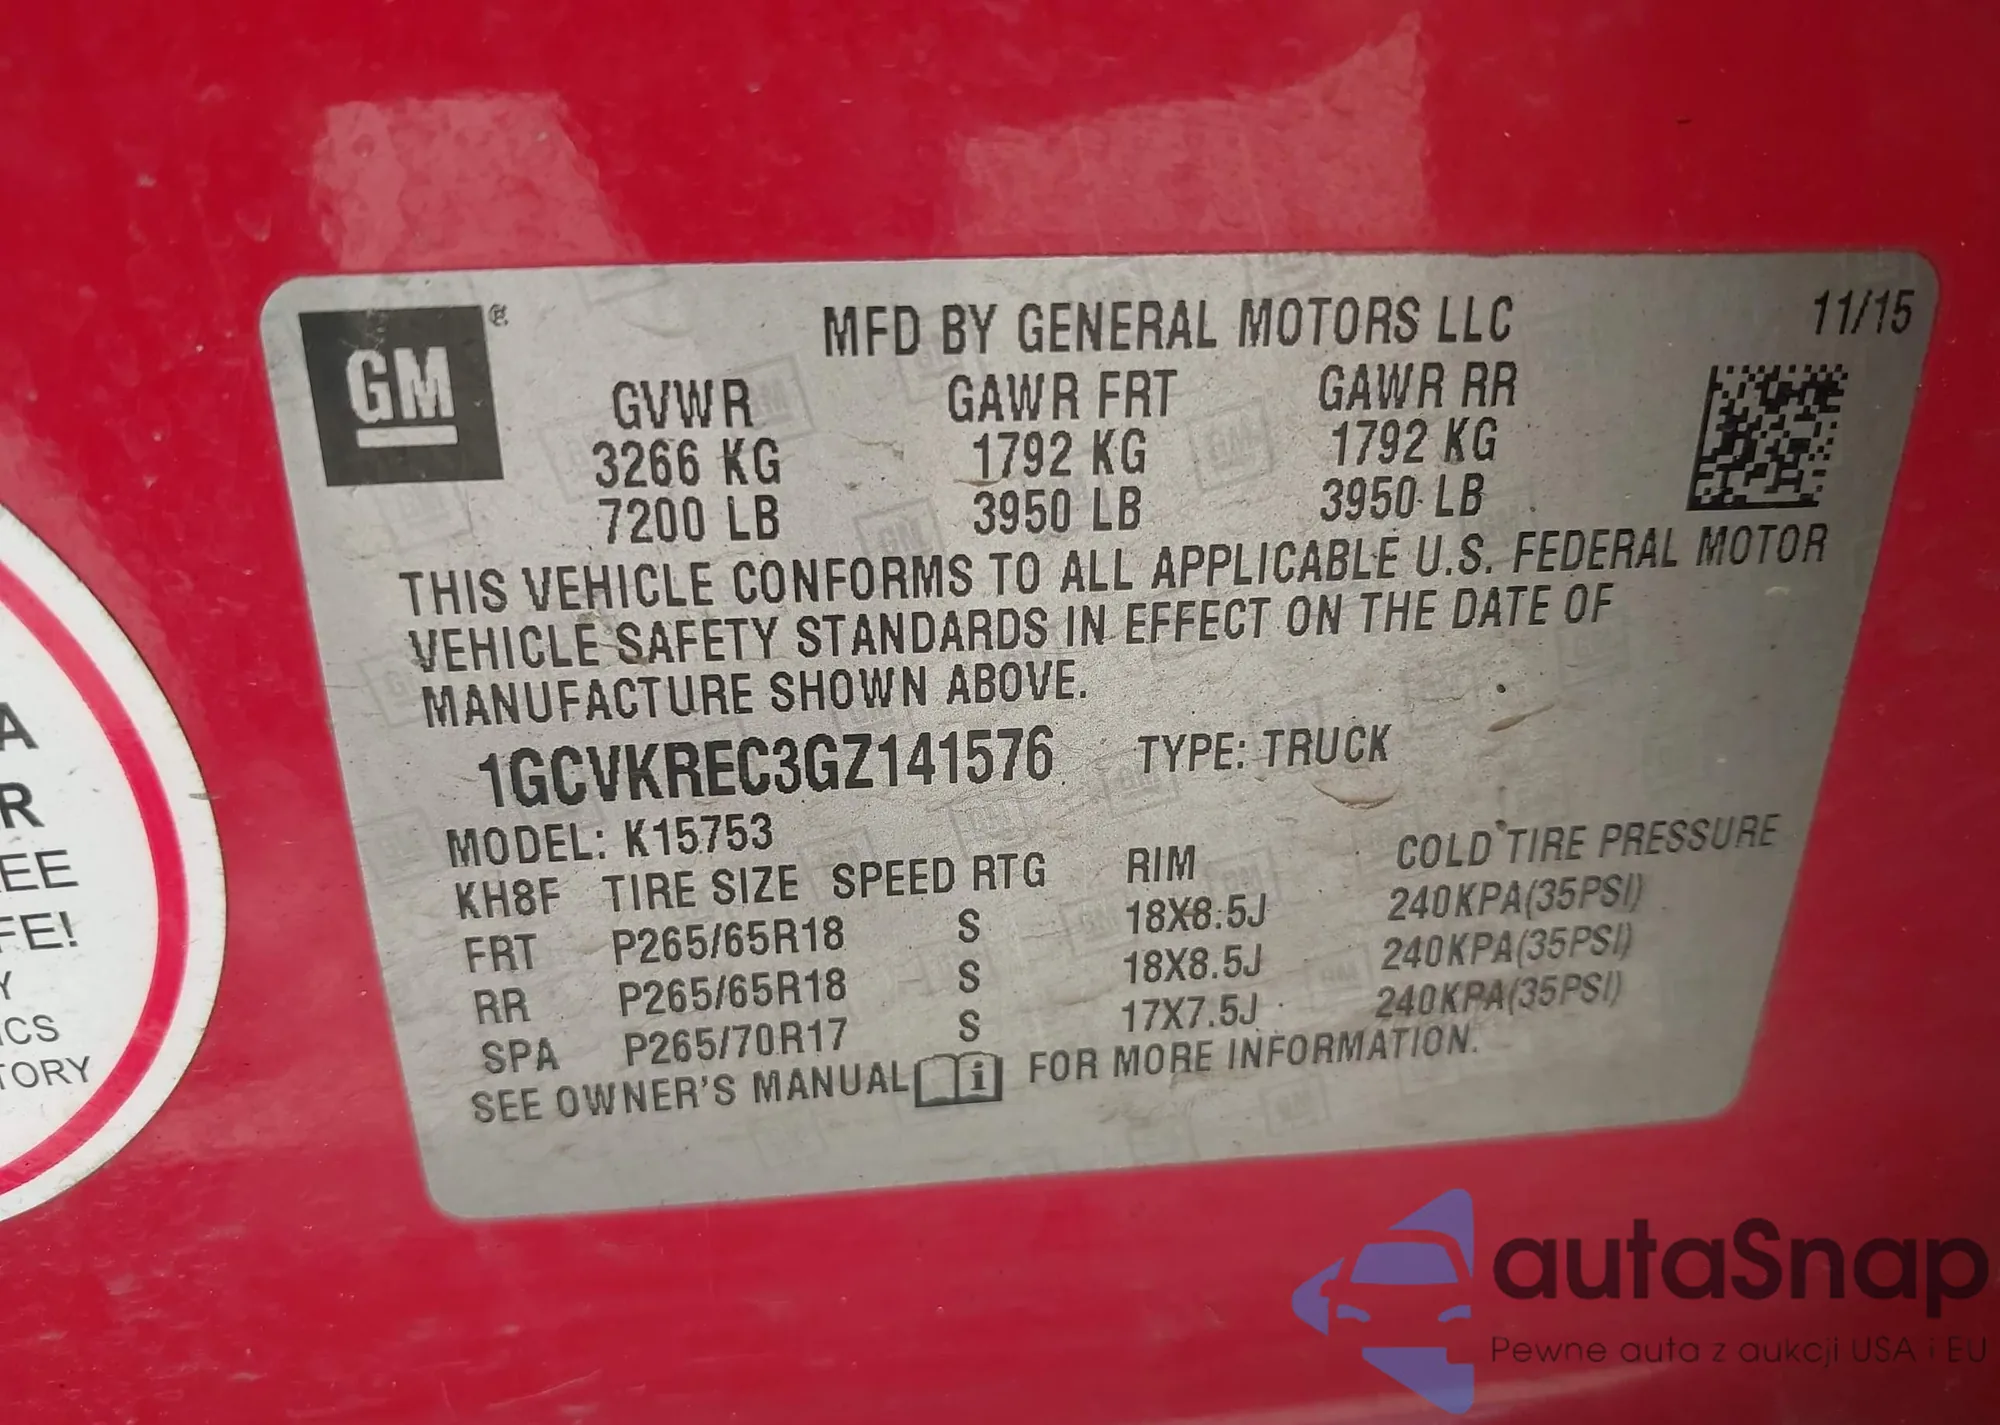 GM
MFD BY GENERAL MOTORS LLC
11/15
GVWR GAWR FRT GAWR RR
3266 KG 1792 KG 1792 KG
7200 LB 3950 LB 3950 LB
THIS VEHICLE CONFORMS TO ALL APPLICABLE U.S. FEDERAL MOTOR
VEHICLE SAFETY STANDARDS IN EFFECT ON THE DATE OF
MANUFACTURE SHOWN ABOVE.
1GCVKREC3GZ141576 TYPE: TRUCK
MODEL: K15753
KH8F TIRE SIZE SPEED RTG RIM COLD TIRE PRESSURE
FRT P265/65R18 S 18X8.5J 240KPA(35PSI)
RR P265/65R18 S 18X8.5J 240KPA(35PSI)
SPA P265/70R17 S 17X7.5J 240KPA(35PSI)
SEE OWNER'S MANUAL i FOR MORE INFORMATION.
A
R
EE
FE!
Y
ICS
TORY
autaSnap
Pewne auta z aukcji USA i EU